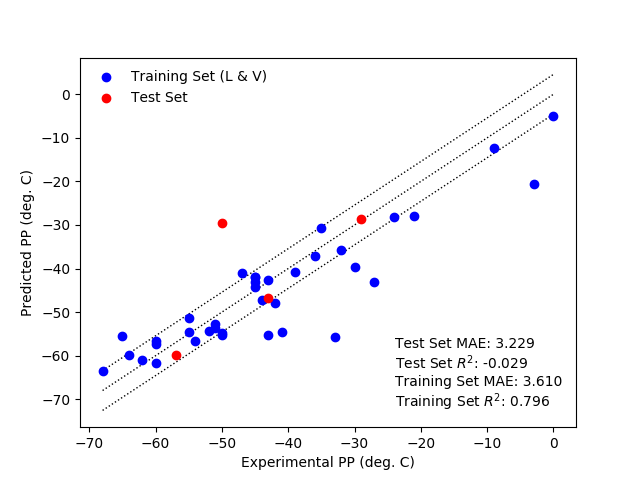 Training Set (L & V)
Test Set
0
−10
−20
−30
−40
−50
−60
−70
Predicted PP (deg. C)
Test Set MAE: 3.229
Test Set R²: -0.029
Training Set MAE: 3.610
Training Set R²: 0.796
−70 −60 −50 −40 −30 −20 −10 0
Experimental PP (deg. C)